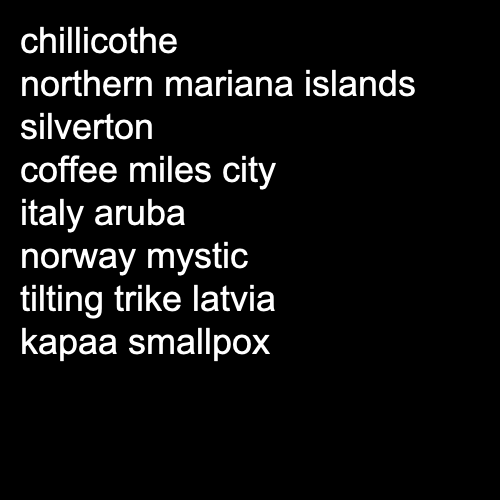 chillicothe
northern mariana islands
silverton
coffee miles city
italy aruba
norway mystic
tilting trike latvia
kapaa smallpox